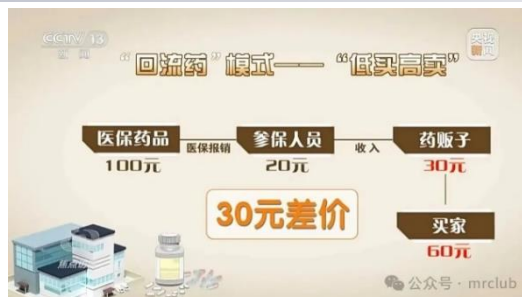 CCTV 13
央视新闻
“回流药”模式——“低买高卖”
医保药品
医保报销
参保人员
收入
药贩子
100元
20元
30元
30元差价
买家
60元
公众号 · mrclub